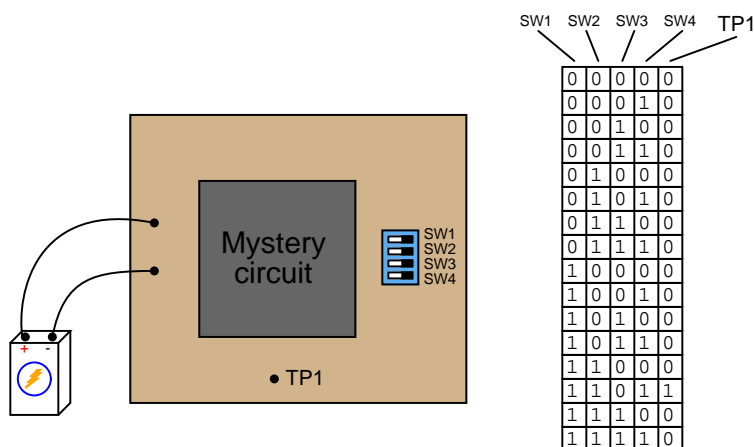 SW1 SW2 SW3 SW4 TP1
0 0 0 0 0
0 0 0 1 0
0 0 1 0 0
0 0 1 1 0
0 1 0 0 0
0 1 0 1 0
0 1 1 0 0
0 1 1 1 0
1 0 0 0 0
1 0 0 1 0
1 0 1 0 0
1 0 1 1 0
1 1 0 0 0
1 1 0 1 1
1 1 1 0 0
1 1 1 1 0
Mystery
circuit
SW1
SW2
SW3
SW4
+ -
TP1